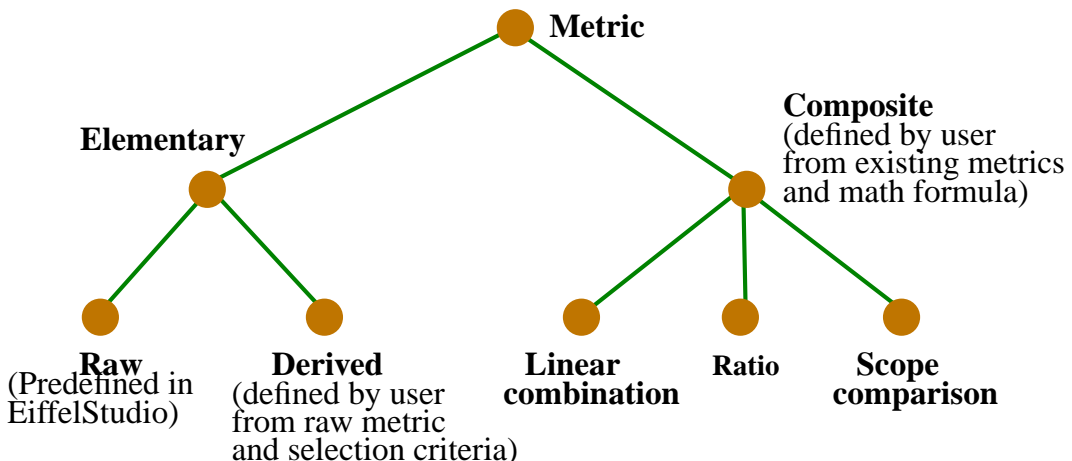 Metric
Elementary
Composite
(defined by user
from existing metrics
and math formula)
Raw
(Predefined in
EiffelStudio)
Derived
(defined by user
from raw metric
and selection criteria)
Linear
combination
Ratio
Scope
comparison